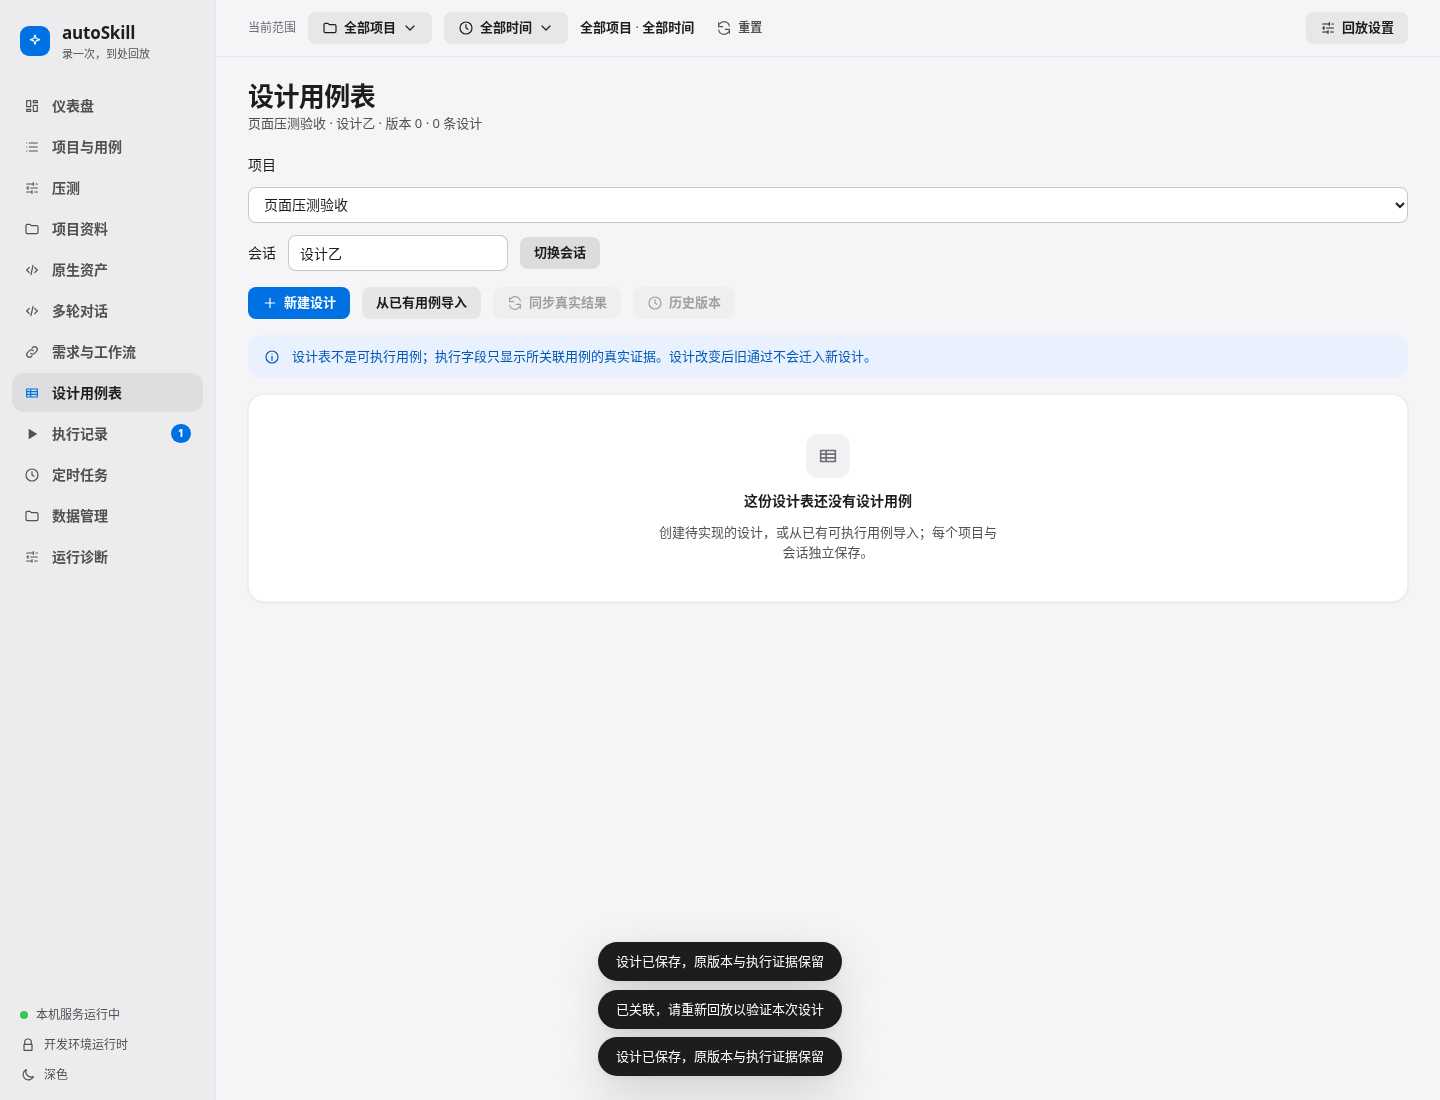 autoSkill
录一次，到处回放
仪表盘
项目与用例
压测
项目资料
原生资产
多轮对话
需求与工作流
设计用例表
执行记录
1
定时任务
数据管理
运行诊断
本机服务运行中
开发环境运行时
深色
当前范围
全部项目
全部时间
全部项目 · 全部时间
重置
回放设置
设计用例表
页面压测验收 · 设计乙 · 版本 0 · 0 条设计
项目
页面压测验收
会话
设计乙
切换会话
新建设计
从已有用例导入
同步真实结果
历史版本
设计表不是可执行用例；执行字段只显示所关联用例的真实证据。设计改变后旧通过不会迁入新设计。
这份设计表还没有设计用例
创建待实现的设计，或从已有可执行用例导入；每个项目与
会话独立保存。
设计已保存，原版本与执行证据保留
已关联，请重新回放以验证本次设计
设计已保存，原版本与执行证据保留